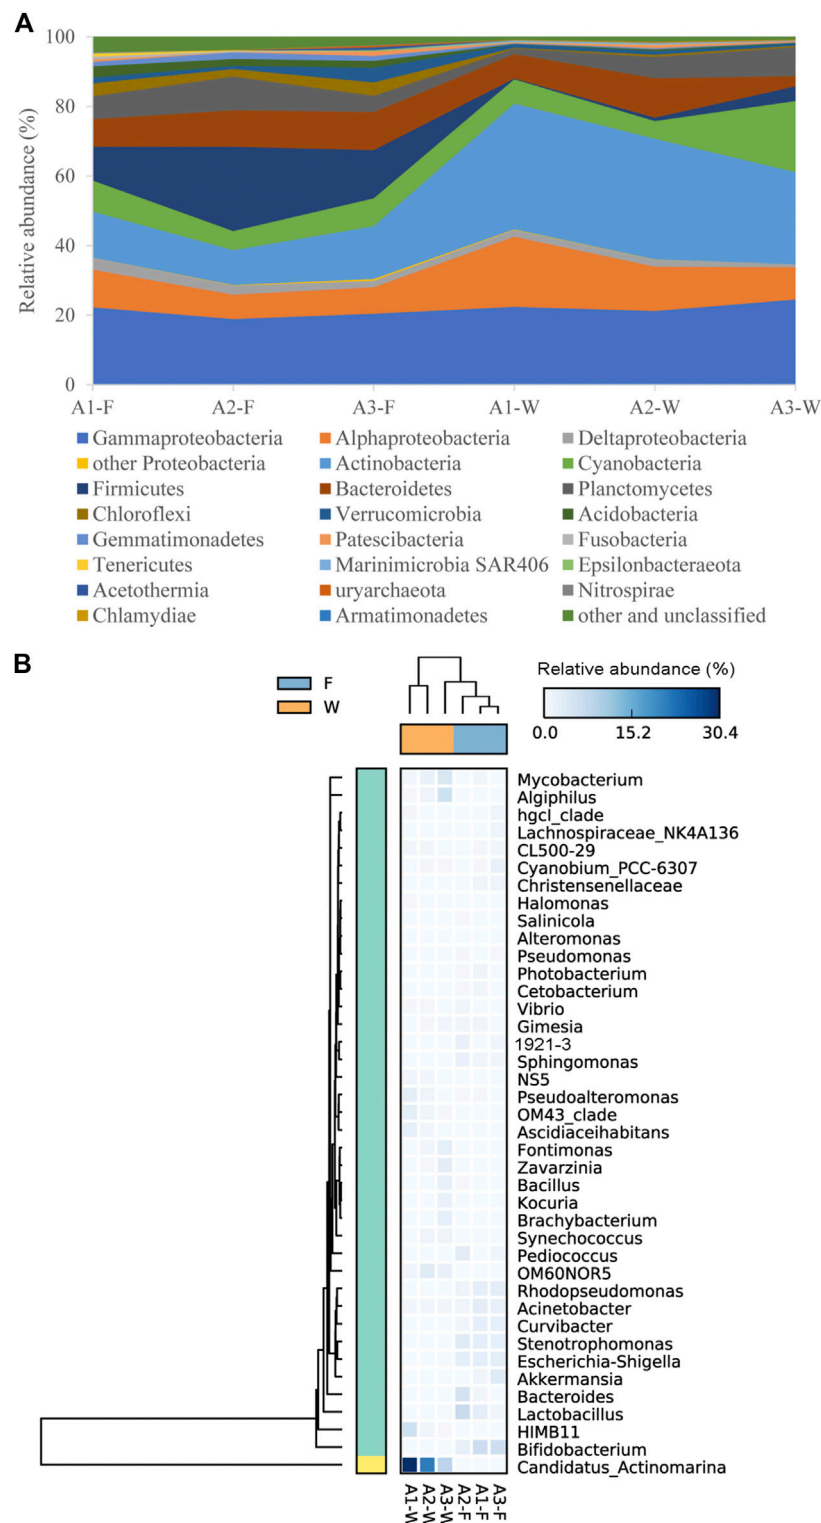 A
Relative abundance (%)
100
80
60
40
20
0
A1-F A2-F A3-F A1-W A2-W A3-W
Gammaproteobacteria Alphaproteobacteria Deltaproteobacteria
other Proteobacteria Actinobacteria Cyanobacteria
Firmicutes Bacteroidetes Planctomycetes
Chloroflexi Verrucomicrobia Acidobacteria
Gemmatimonadetes Patescibacteria Fusobacteria
Tenericutes Marinimicrobia SAR406 Epsilonbacteraeota
Acetothermia uryarchaeota Nitrospirae
Chlamydiae Armatimonadetes other and unclassified
B
F
W
Relative abundance (%)
0.0 15.2 30.4
Mycobacterium
Algiphilus
hgcl_clade
Lachnospiraceae_NK4A136
CL500-29
Cyanobium_PCC-6307
Christensenellaceae
Halomonas
Salinicola
Alteromonas
Pseudomonas
Photobacterium
Cetobacterium
Vibrio
Gimesia
1921-3
Sphingomonas
NS5
Pseudoalteromonas
OM43_clade
Ascidiaceihabitans
Fontimonas
Zavarzinia
Bacillus
Kocuria
Brachybacterium
Synechococcus
Pediococcus
OM60NOR5
Rhodopseudomonas
Acinetobacter
Curvibacter
Stenotrophomonas
Escherichia-Shigella
Akkermansia
Bacteroides
Lactobacillus
HIMB11
Bifidobacterium
Candidatus_Actinomarina
A1-W A2-W A3-W A2-F A1-F A3-F